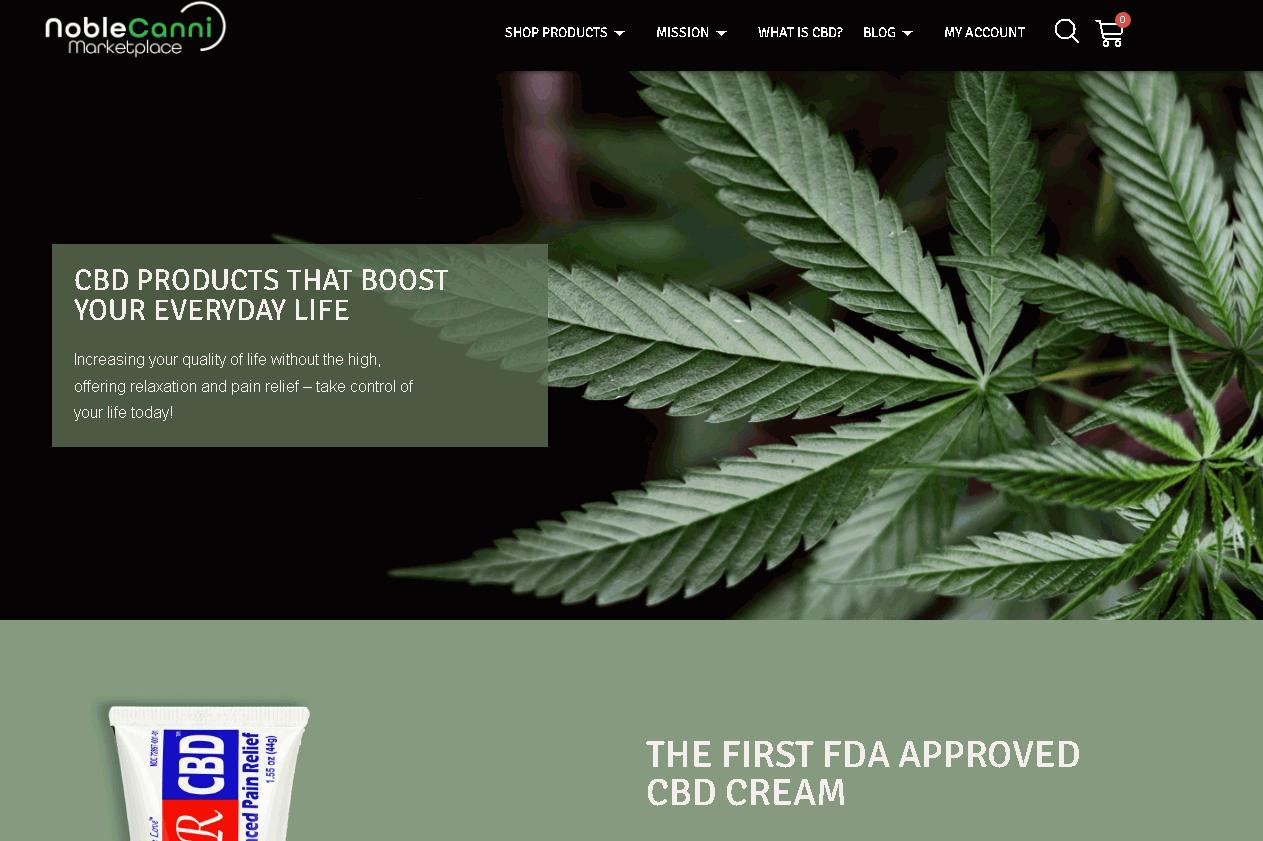 NobleCanni
Marketplace
SHOP PRODUCTS
MISSION
WHAT IS CBD?
BLOG
MY ACCOUNT
0
CBD PRODUCTS THAT BOOST
YOUR EVERYDAY LIFE
Increasing your quality of life without the high,
offering relaxation and pain relief – take control of
your life today!
THE FIRST FDA APPROVED
CBD CREAM
CBD
Pain Relief
1.55 oz (44g)
Love